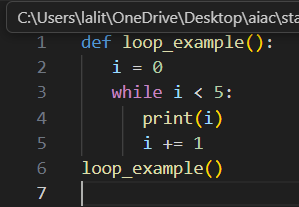 C:\Users\lalit\OneDrive\Desktop\aiac\sta
1 def loop_example():
2     i = 0
3     while i < 5:
4         print(i)
5         i += 1
6 loop_example()
7